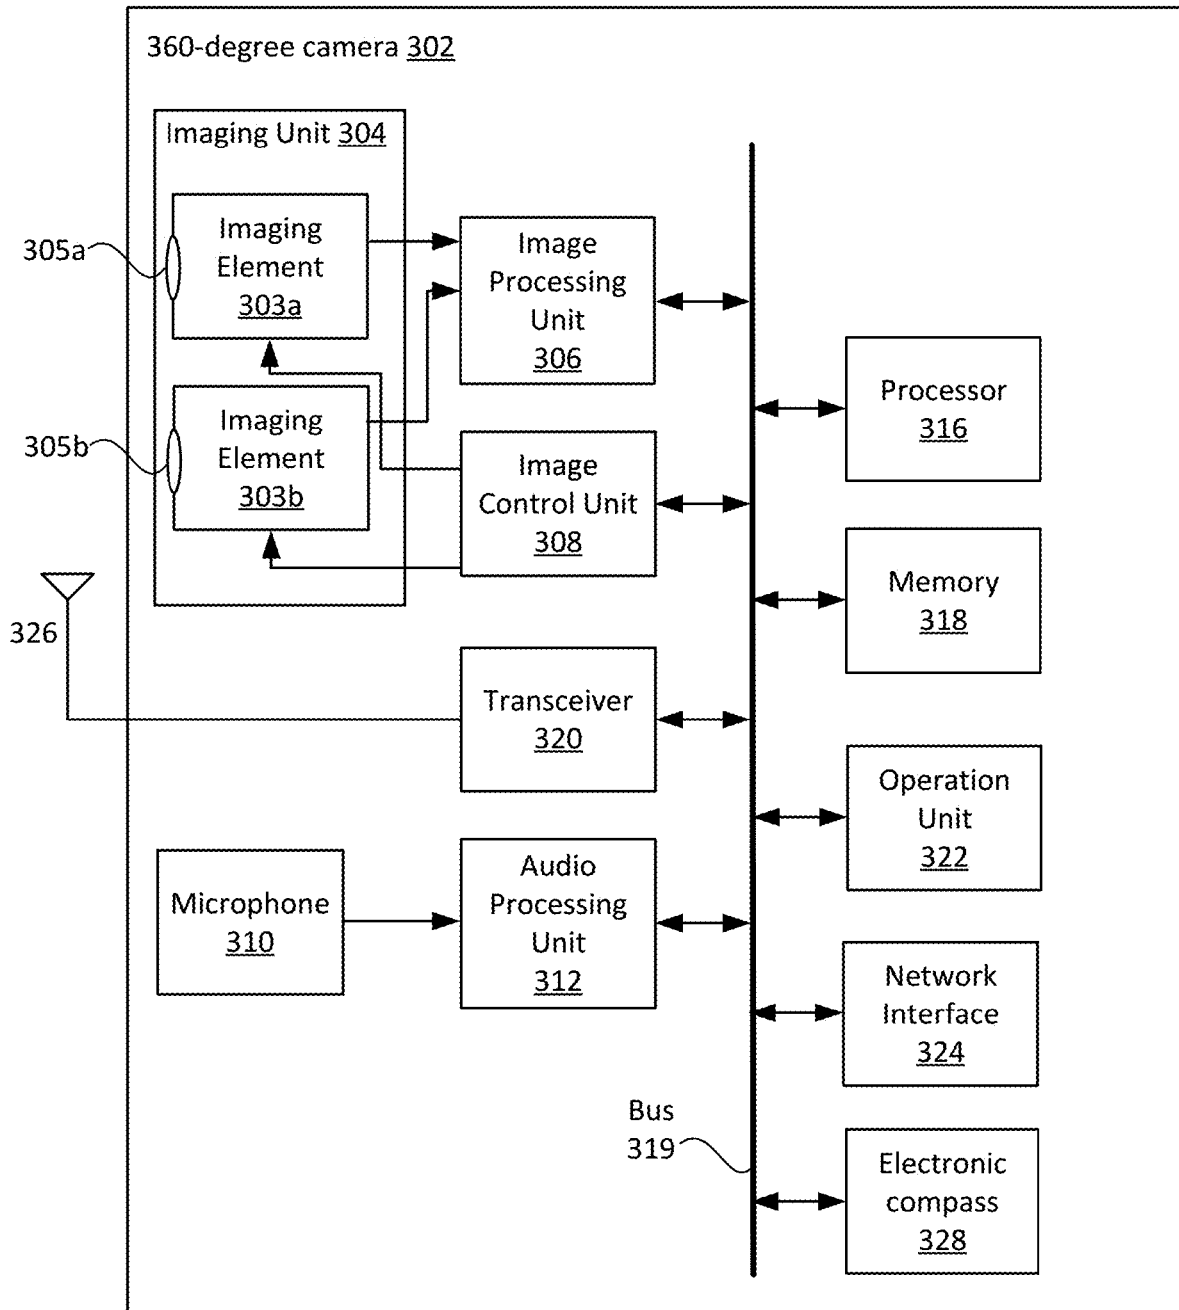 360-degree camera 302
Imaging Unit 304
Imaging
Element
303a
305a
Imaging
Element
303b
305b
Image
Processing
Unit
306
Image
Control Unit
308
326
Transceiver
320
Microphone
310
Audio
Processing
Unit
312
Processor
316
Memory
318
Operation
Unit
322
Network
Interface
324
Bus
319
Electronic
compass
328